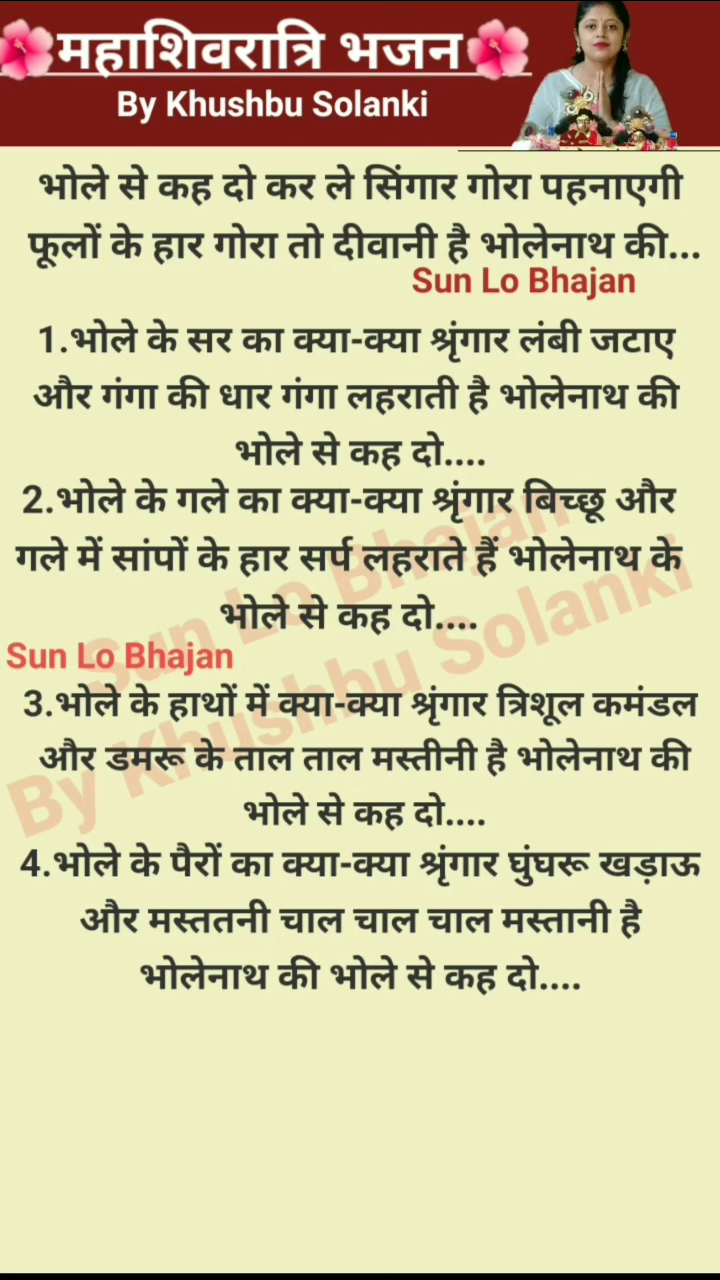 महाशिवरात्रि भजन
By Khushbu Solanki
भोले से कह दो कर ले सिंगार गोरा पहनाएगी
फूलों के हार गोरा तो दीवानी है भोलेनाथ की...
Sun Lo Bhajan
1.भोले के सर का क्या-क्या श्रृंगार लंबी जटाए
और गंगा की धार गंगा लहराती है भोलेनाथ की
भोले से कह दो....
2.भोले के गले का क्या-क्या श्रृंगार बिच्छू और
गले में सांपों के हार सर्प लहराते हैं भोलेनाथ के
भोले से कह दो....
Sun Lo Bhajan
3.भोले के हाथों में क्या-क्या श्रृंगार त्रिशूल कमंडल
और डमरू के ताल ताल मस्तीनी है भोलेनाथ की
भोले से कह दो....
4.भोले के पैरों का क्या-क्या श्रृंगार घुंघरू खड़ाऊ
और मस्ततनी चाल चाल चाल मस्तानी है
भोलेनाथ की भोले से कह दो....
Sun Lo Bhajan
By Khushbu Solanki